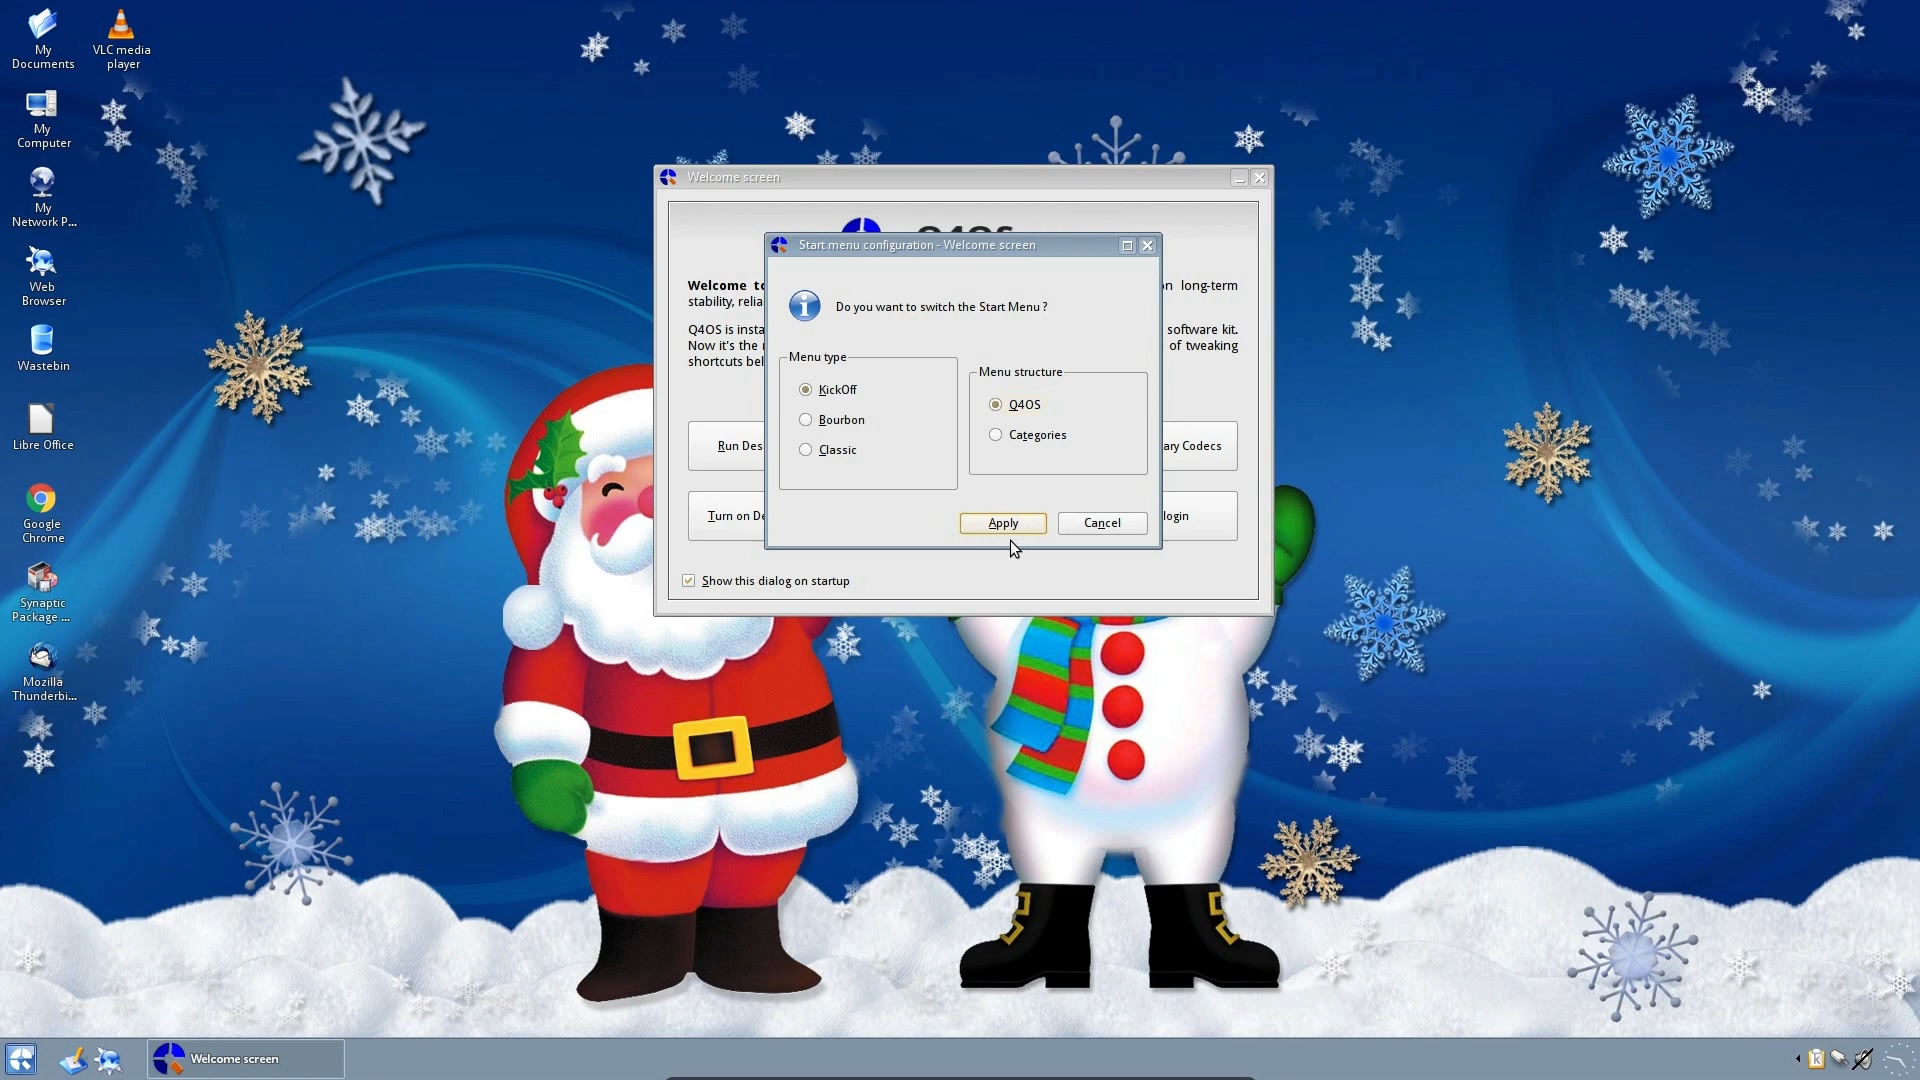 My
Documents
VLC media
player
My
Computer
My
Network P...
Web
Browser
Wastebin
Libre Office
Google
Chrome
Synaptic
Package ...
Mozilla
Thunderbi...
Welcome screen
Q4OS
Welcome to
on long-term
stability, relia
Q4OS is insta
software kit.
Now it's the
of tweaking
shortcuts bel
Run Des
ary Codecs
Turn on De
login
Show this dialog on startup
Start menu configuration - Welcome screen
Do you want to switch the Start Menu ?
Menu type
KickOff
Bourbon
Classic
Menu structure
Q4OS
Categories
Apply
Cancel
Welcome screen